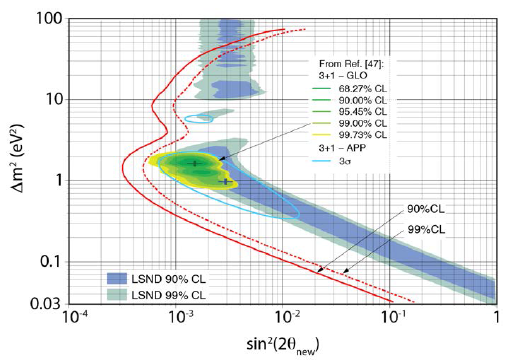 100
10
1
0.1
0.03
Δm² (eV²)
From Ref. [47]:
3+1 – GLO
68.27% CL
90.00% CL
95.45% CL
99.00% CL
99.73% CL
3+1 – APP
3σ
90%CL
99%CL
LSND 90% CL
LSND 99% CL
10⁻⁴
10⁻³
10⁻²
10⁻¹
1
sin²(2θnew)